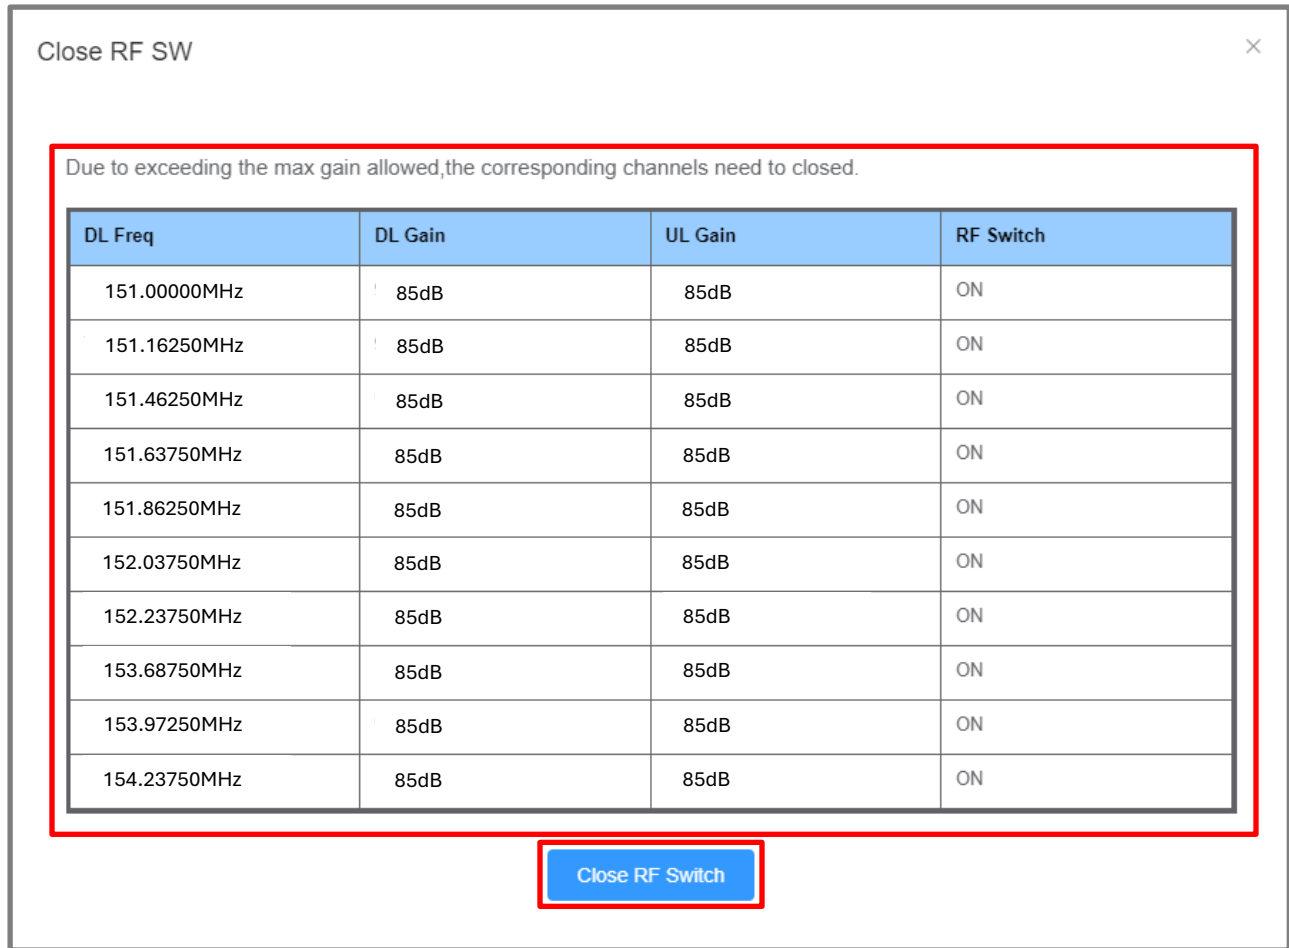 Close RF SW
Due to exceeding the max gain allowed,the corresponding channels need to closed.
DL Freq DL Gain UL Gain RF Switch
151.00000MHz 85dB 85dB ON
151.16250MHz 85dB 85dB ON
151.46250MHz 85dB 85dB ON
151.63750MHz 85dB 85dB ON
151.86250MHz 85dB 85dB ON
152.03750MHz 85dB 85dB ON
152.23750MHz 85dB 85dB ON
153.68750MHz 85dB 85dB ON
153.97250MHz 85dB 85dB ON
154.23750MHz 85dB 85dB ON
Close RF Switch